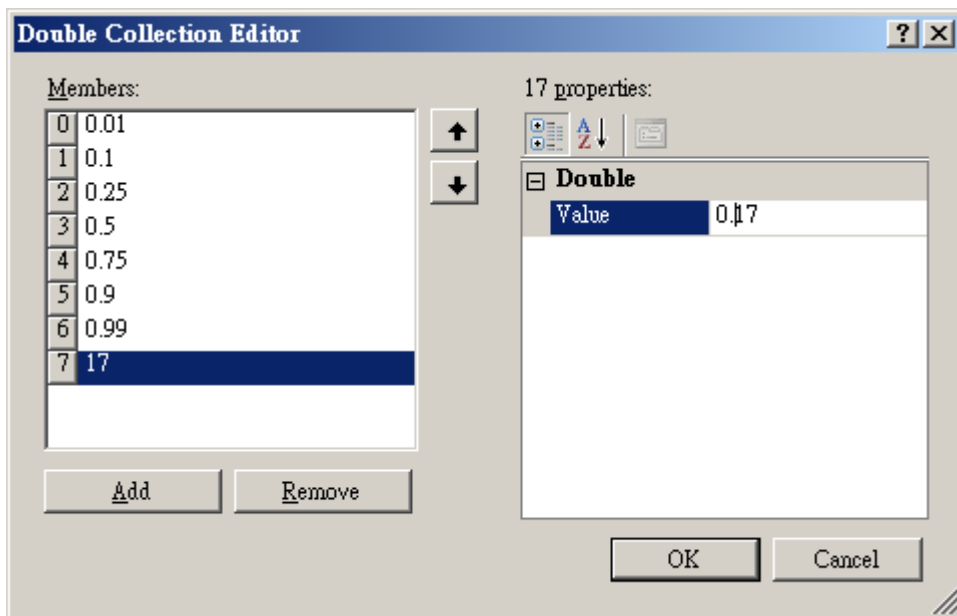 Double Collection Editor
Members:
0 0.01
1 0.1
2 0.25
3 0.5
4 0.75
5 0.9
6 0.99
7 17
Add Remove
17 properties:
Double
Value 0.17
OK Cancel